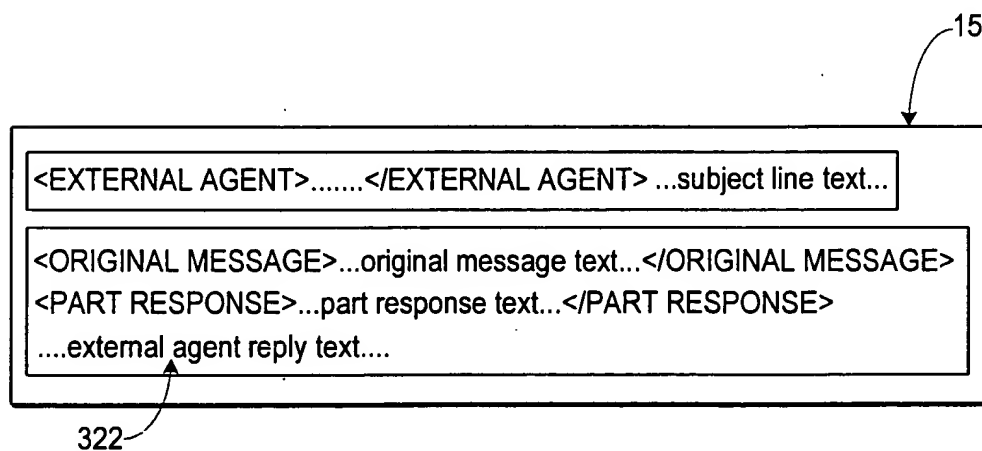 15
<EXTERNAL AGENT>.......</EXTERNAL AGENT> ...subject line text...
<ORIGINAL MESSAGE>...original message text...</ORIGINAL MESSAGE>
<PART RESPONSE>...part response text...</PART RESPONSE>
....external agent reply text....
322